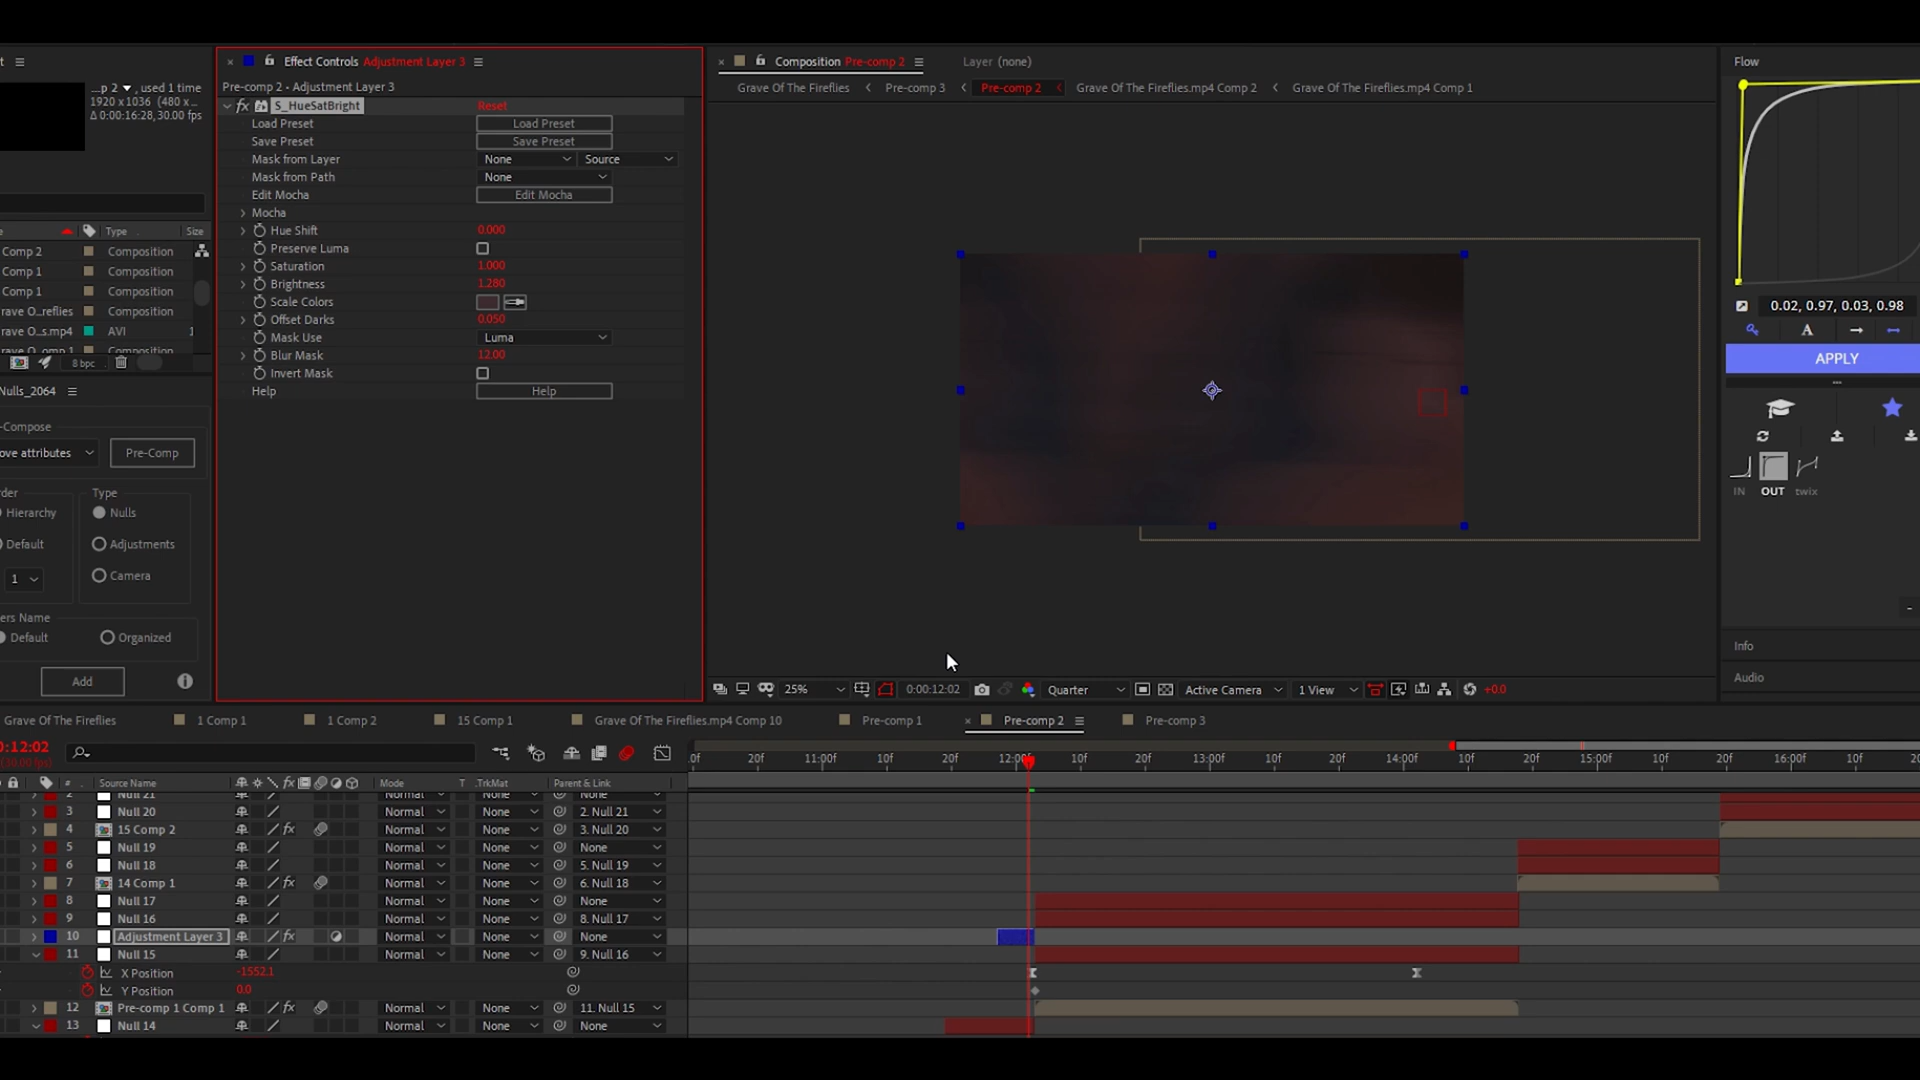 t
Effect Controls Adjustment Layer 3
Composition Pre-comp 2
Layer (none)
Flow
...p 2 , used 1 time
1920 x 1036 (480 x...
Δ 0:00:16:28, 30.00 fps
Pre-comp 2 - Adjustment Layer 3
Grave Of The Fireflies
Pre-comp 3
Pre-comp 2
Grave Of The Fireflies.mp4 Comp 2
Grave Of The Fireflies.mp4 Comp 1
fx S_HueSatBright Reset
Load Preset Load Preset
Save Preset Save Preset
Mask from Layer None Source
Mask from Path None
Edit Mocha Edit Mocha
Mocha
Hue Shift 0.000
Preserve Luma
Saturation 1.000
Brightness 1.280
Scale Colors
Offset Darks 0.050
Mask Use Luma
Blur Mask 12.00
Invert Mask
Help Help
e Type Size
Comp 2 Composition
Comp 1 Composition
Comp 1 Composition
rave O...reflies Composition
rave O...s.mp4 AVI 1
8 bpc
Nulls_2064
-Compose
ove attributes Pre-Comp
rder Type
Hierarchy Nulls
Default Adjustments
1 Camera
ers Name
Default Organized
Add
0.02, 0.97, 0.03, 0.98
A
APPLY
IN OUT twix
Info
Audio
25% 0:00:12:02 Quarter Active Camera 1 View +0.0
Grave Of The Fireflies 1 Comp 1 1 Comp 2 15 Comp 1 Grave Of The Fireflies.mp4 Comp 10 Pre-comp 1 Pre-comp 2 Pre-comp 3
0:12:02
0f 20f 11:00f 10f 20f 12:00f 10f 20f 13:00f 10f 20f 14:00f 10f 20f 15:00f 10f 20f 16:00f 10f 20
# Source Name fx Mode T .TrkMat Parent & Link
2 Null 21 None
3 Null 20 Normal None 2. Null 21
4 15 Comp 2 fx Normal None 3. Null 20
5 Null 19 Normal None None
6 Null 18 Normal None 5. Null 19
7 14 Comp 1 fx Normal None 6. Null 18
8 Null 17 Normal None None
9 Null 16 Normal None 8. Null 17
10 Adjustment Layer 3 fx Normal None None
11 Null 15 Normal None 9. Null 16
X Position -1552.1
Y Position 0.0
12 Pre-comp 1 Comp 1 fx Normal None 11. Null 15
13 Null 14 Normal None None